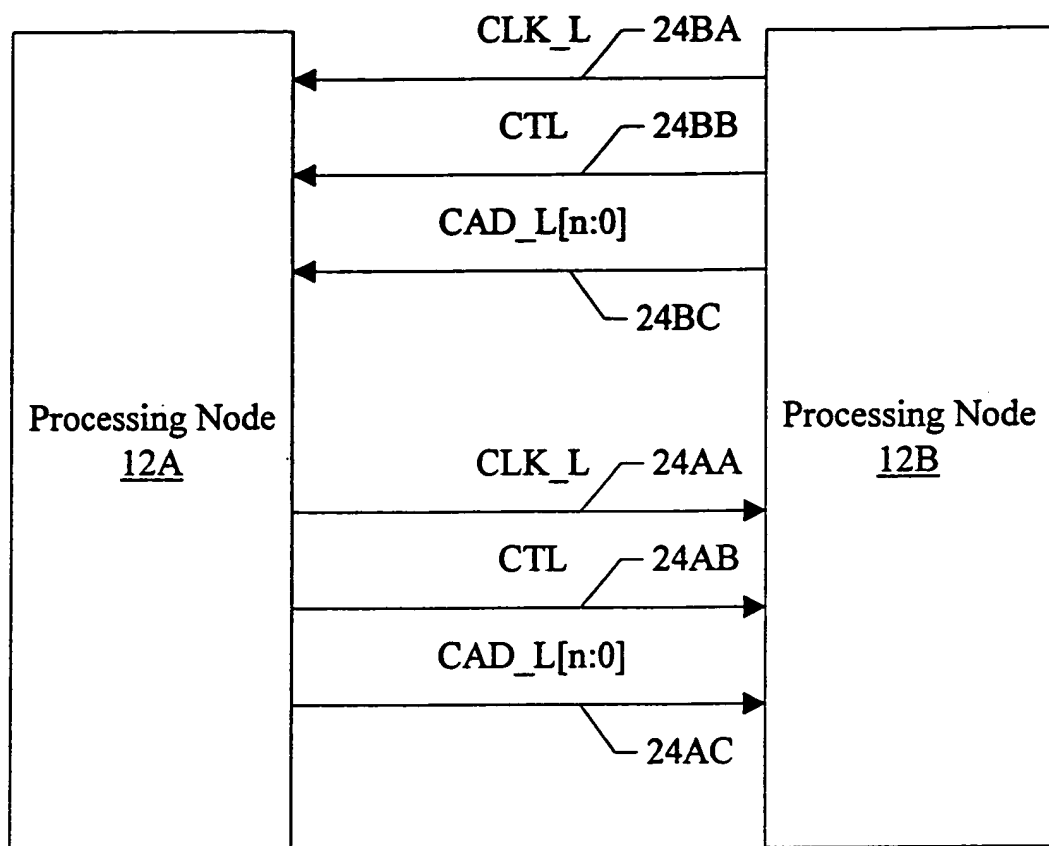 CLK_L 24BA
CTL 24BB
CAD_L[n:0]
24BC
Processing Node
12A
Processing Node
12B
CLK_L 24AA
CTL 24AB
CAD_L[n:0]
24AC